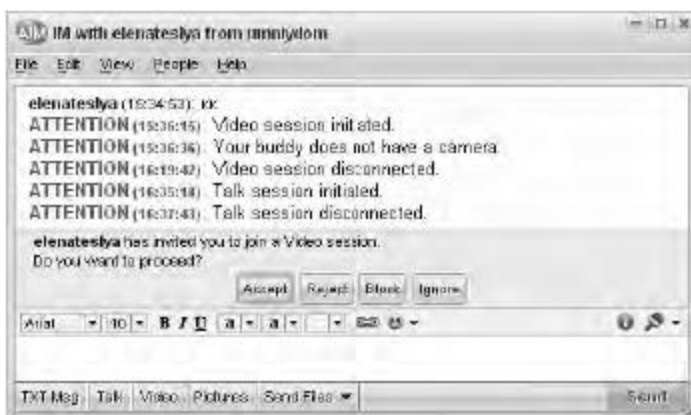 AIM IM with elenateslya from minnlydom
File Edit View People Help
elenateslya (15:34:53): kk
ATTENTION (15:36:15): Video session initiated.
ATTENTION (15:36:36): Your buddy does not have a camera.
ATTENTION (16:19:42): Video session disconnected.
ATTENTION (16:35:18): Talk session initiated.
ATTENTION (16:37:43): Talk session disconnected.
elenateslya has invited you to join a Video session.
Do you want to proceed?
Accept Reject Block Ignore
Arial 10 B I U a a
TXT Msg Talk Video Pictures Send Files Send